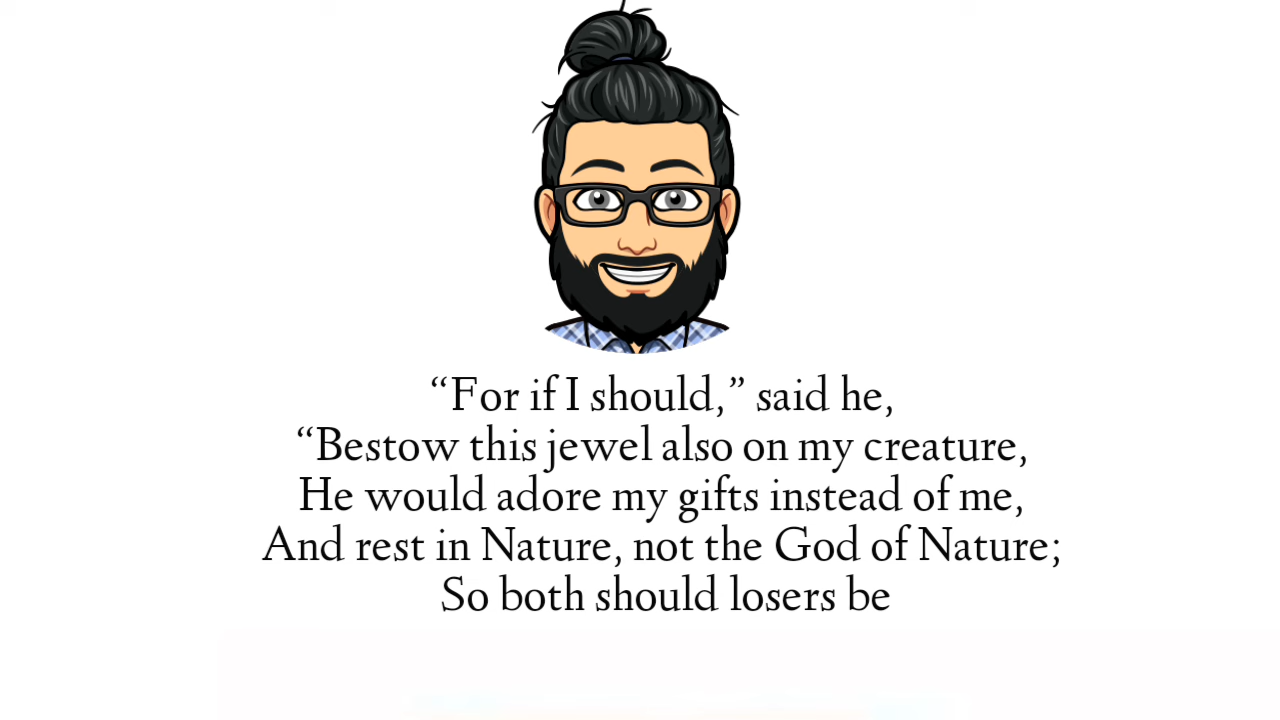 “For if I should,” said he,
“Bestow this jewel also on my creature,
He would adore my gifts instead of me,
And rest in Nature, not the God of Nature;
So both should losers be